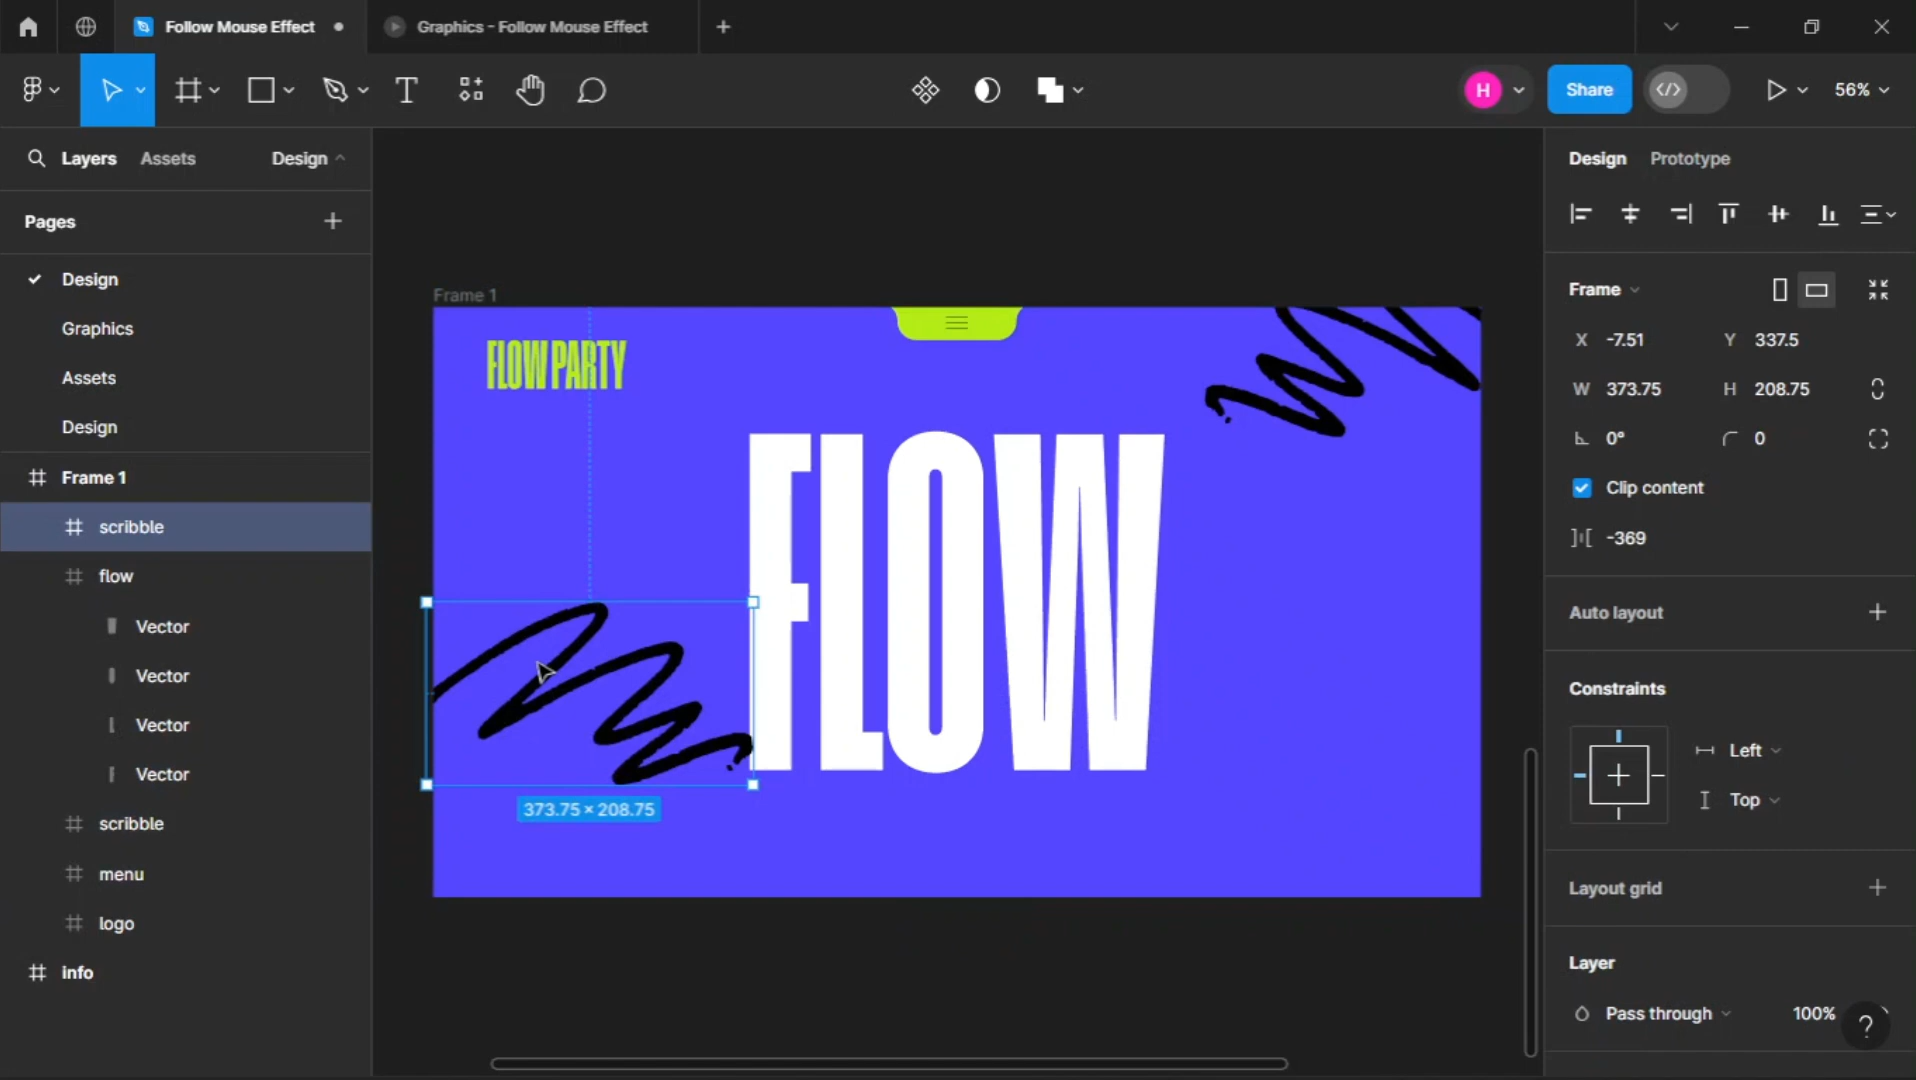 Follow Mouse Effect
Graphics - Follow Mouse Effect
H
Share
56%
Layers
Assets
Design
Pages
Design
Graphics
Assets
Design
Frame 1
scribble
flow
Vector
Vector
Vector
Vector
scribble
menu
logo
info
Frame 1
FLOW PARTY
FLOW
373.75 × 208.75
Design
Prototype
Frame
X -7.51
Y 337.5
W 373.75
H 208.75
0°
0
Clip content
-369
Auto layout
Constraints
Left
Top
Layout grid
Layer
Pass through
100%
?